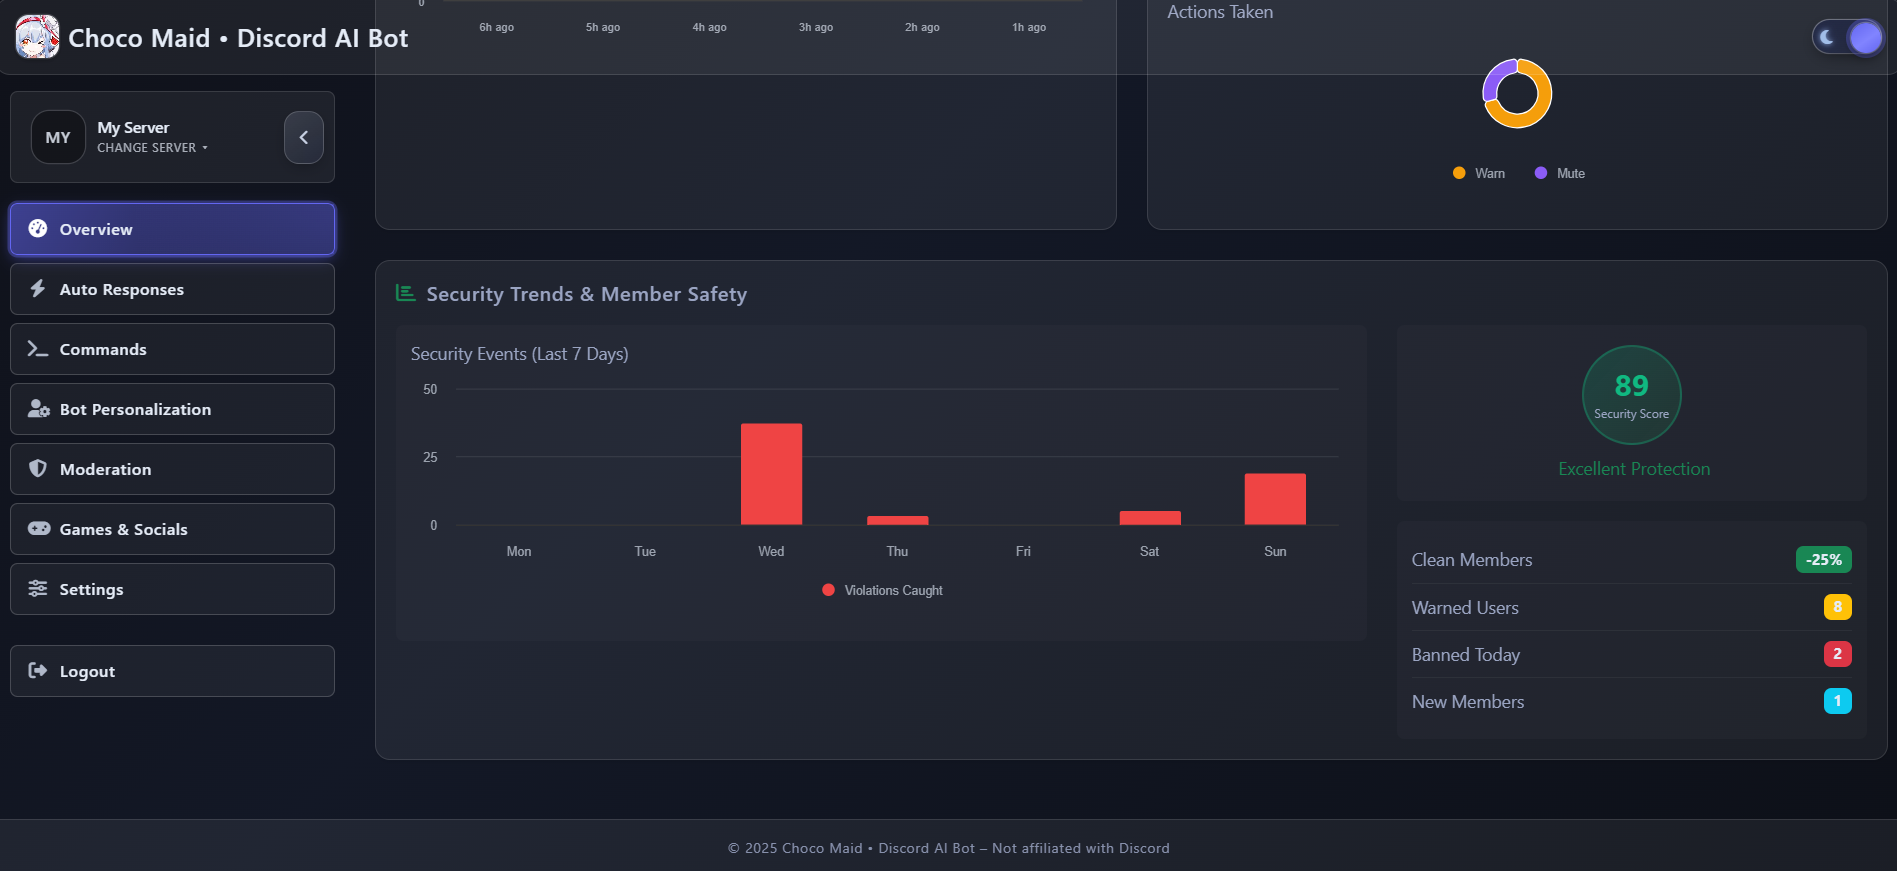 Choco Maid • Discord AI Bot
0
6h ago 5h ago 4h ago 3h ago 2h ago 1h ago
Actions Taken
Warn Mute
MY
My Server
CHANGE SERVER
Overview
Auto Responses
Commands
Bot Personalization
Moderation
Games & Socials
Settings
Logout
Security Trends & Member Safety
Security Events (Last 7 Days)
50
25
0
Mon Tue Wed Thu Fri Sat Sun
Violations Caught
89
Security Score
Excellent Protection
Clean Members -25%
Warned Users 8
Banned Today 2
New Members 1
© 2025 Choco Maid • Discord AI Bot – Not affiliated with Discord